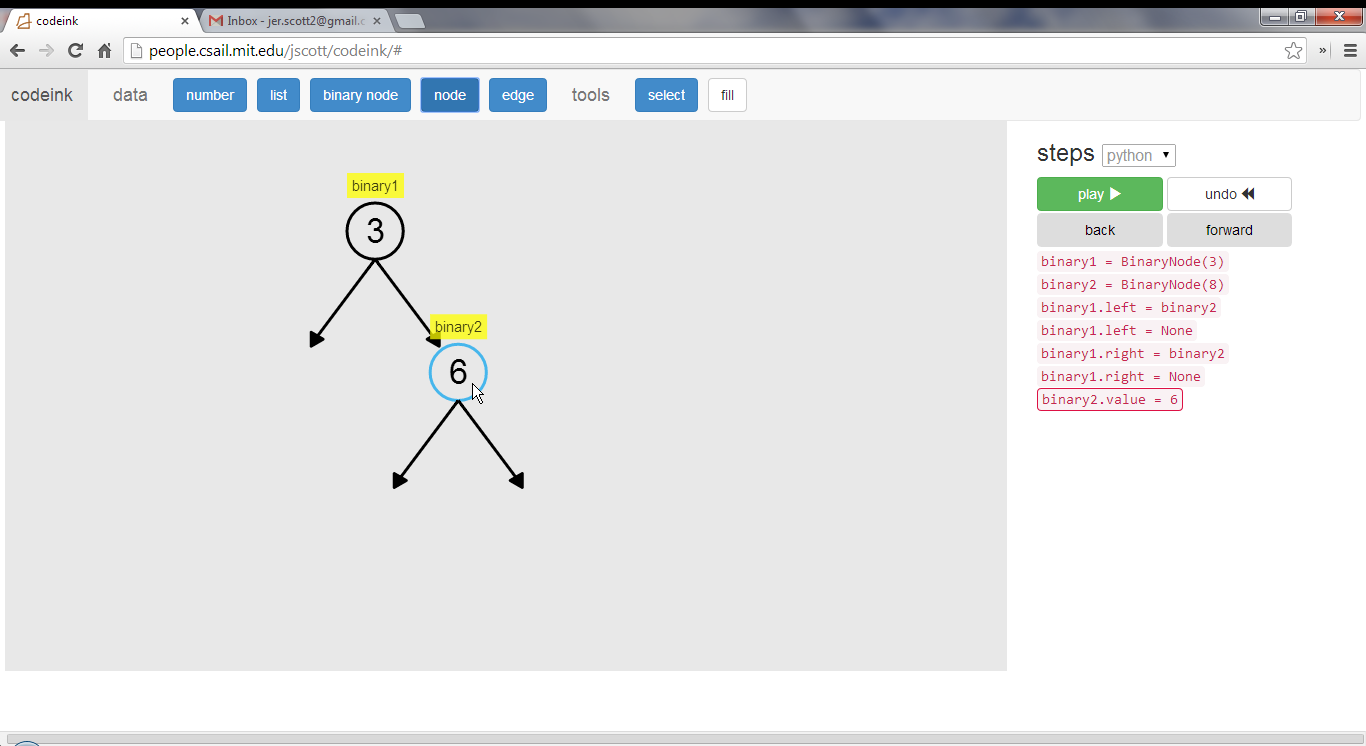 codeink
Inbox - jer.scott2@gmail.c
people.csail.mit.edu/jscott/codeink/#
»
codeink data number list binary node node edge tools select fill
binary1
3
binary2
6
steps python
play
undo
back
forward
binary1 = BinaryNode(3)
binary2 = BinaryNode(8)
binary1.left = binary2
binary1.left = None
binary1.right = binary2
binary1.right = None
binary2.value = 6